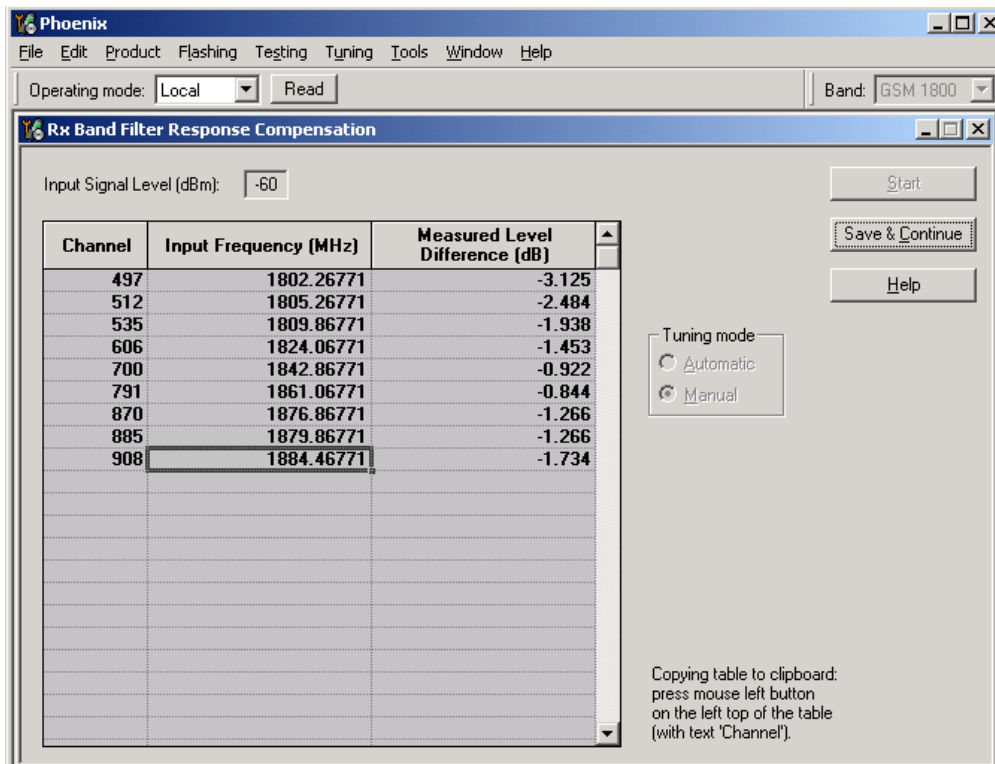 Phoenix
File Edit Product Flashing Testing Tuning Tools Window Help
Operating mode: Local Read Band: GSM 1800
Rx Band Filter Response Compensation
Input Signal Level (dBm): -60
Start
Save & Continue
Help
Channel Input Frequency (MHz) Measured Level Difference (dB)
497 1802.26771 -3.125
512 1805.26771 -2.484
535 1809.86771 -1.938
606 1824.06771 -1.453
700 1842.86771 -0.922
791 1861.06771 -0.844
870 1876.86771 -1.266
885 1879.86771 -1.266
908 1884.46771 -1.734
Tuning mode
Automatic
Manual
Copying table to clipboard:
press mouse left button
on the left top of the table
(with text 'Channel').